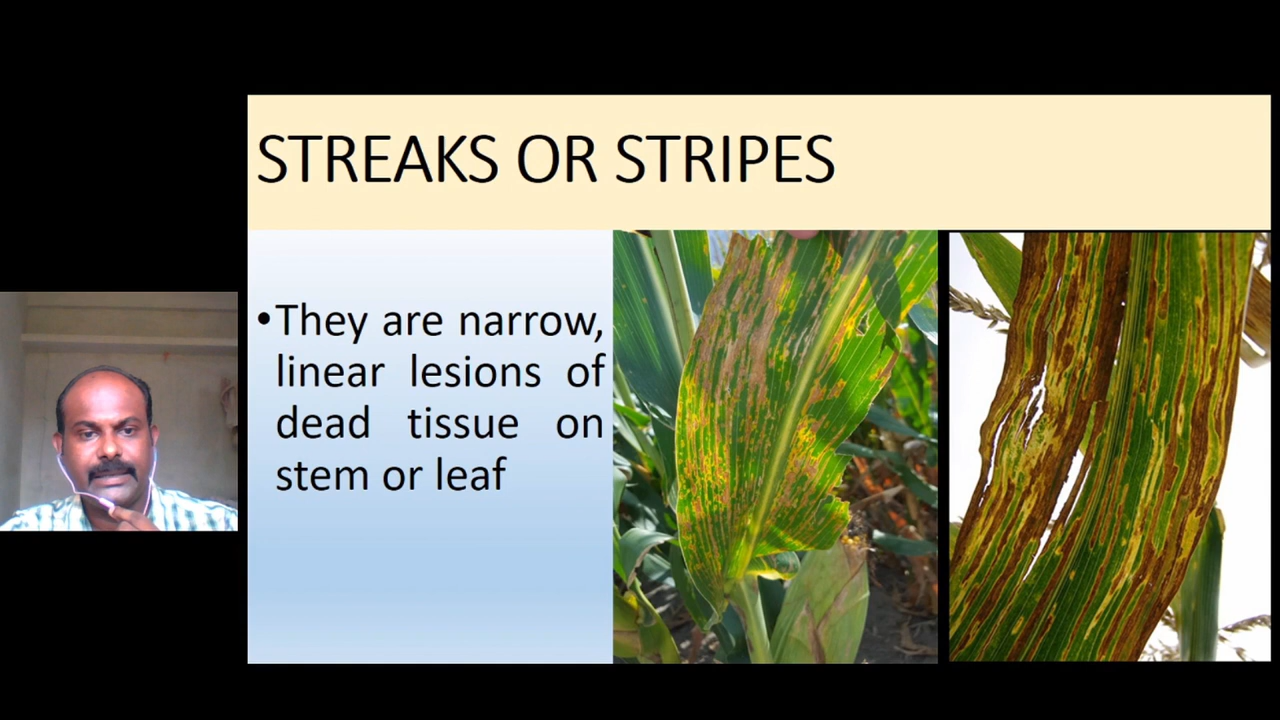 STREAKS OR STRIPES
•They are narrow,
linear lesions of
dead tissue on
stem or leaf